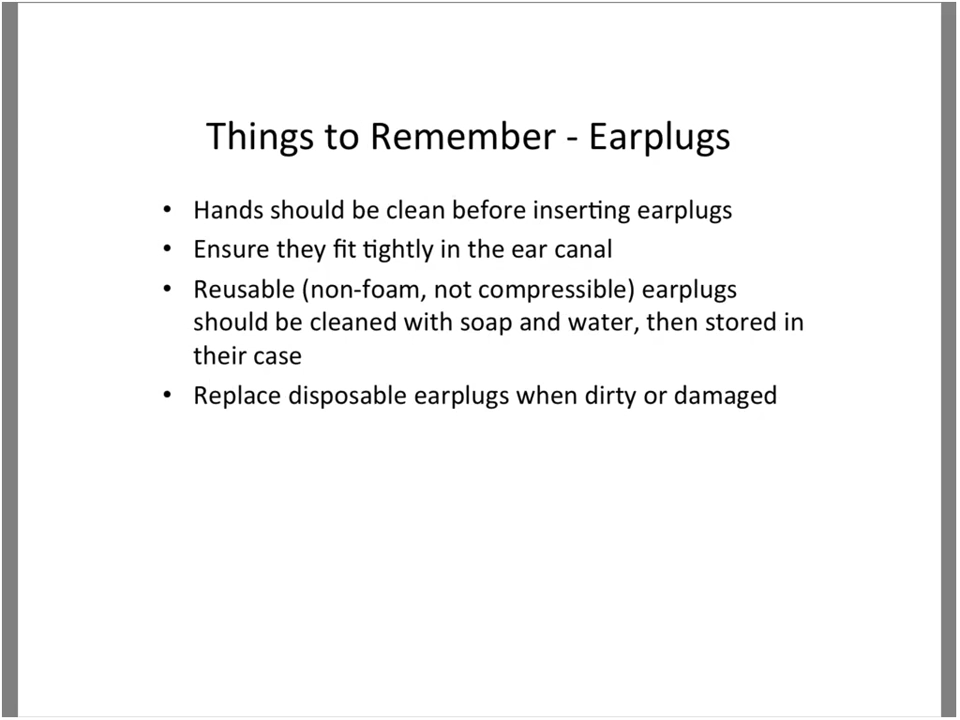 Things to Remember - Earplugs
• Hands should be clean before inserting earplugs
• Ensure they fit tightly in the ear canal
• Reusable (non-foam, not compressible) earplugs
should be cleaned with soap and water, then stored in
their case
• Replace disposable earplugs when dirty or damaged